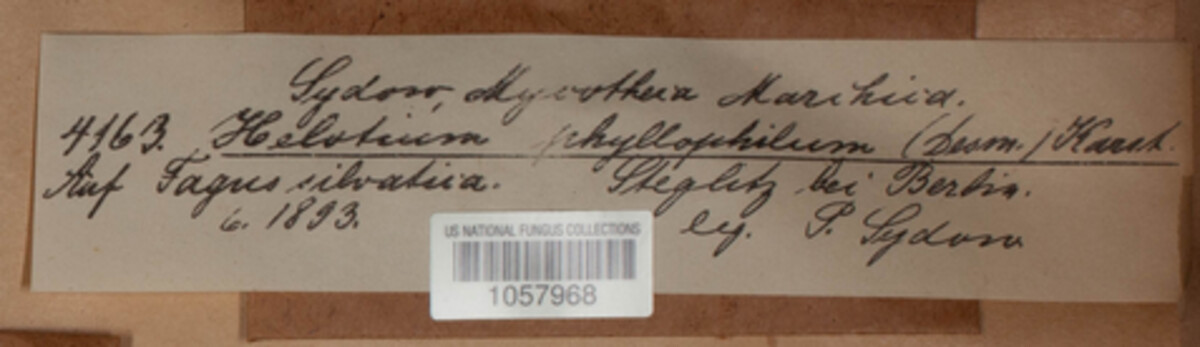 Sydow, Mycotheca Marchica.
4163. Helotium phyllophilum (Desm.) Karst.
Auf Fagus silvatica. Steglitz bei Berlin.
6. 1893. leg. P. Sydow
US NATIONAL FUNGUS COLLECTIONS
1057968